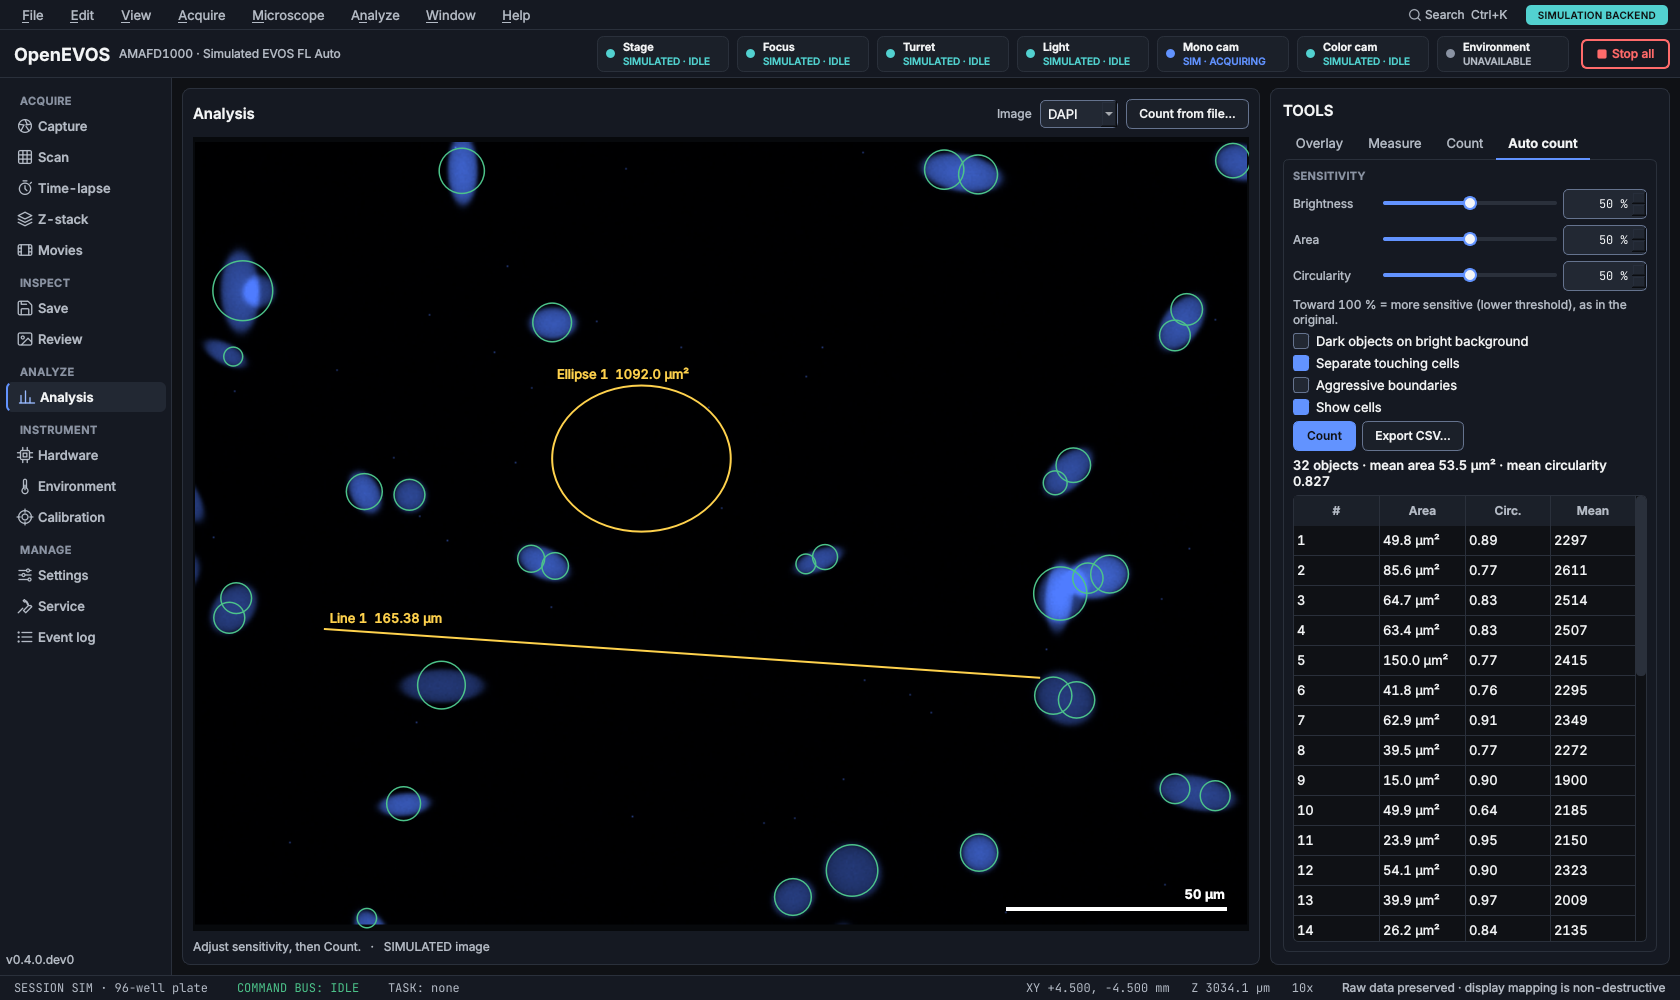 File Edit View Acquire Microscope Analyze Window Help Search Ctrl+K SIMULATION BACKEND
OpenEVOS AMAFD1000 · Simulated EVOS FL Auto
Stage
SIMULATED · IDLE
Focus
SIMULATED · IDLE
Turret
SIMULATED · IDLE
Light
SIMULATED · IDLE
Mono cam
SIM · ACQUIRING
Color cam
SIMULATED · IDLE
Environment
UNAVAILABLE
Stop all
ACQUIRE
Capture
Scan
Time-lapse
Z-stack
Movies
INSPECT
Save
Review
ANALYZE
Analysis
INSTRUMENT
Hardware
Environment
Calibration
MANAGE
Settings
Service
Event log
v0.4.0.dev0
Analysis
Image DAPI Count from file...
Ellipse 1 1092.0 µm²
Line 1 165.38 µm
50 µm
Adjust sensitivity, then Count. · SIMULATED image
TOOLS
Overlay Measure Count Auto count
SENSITIVITY
Brightness 50 %
Area 50 %
Circularity 50 %
Toward 100 % = more sensitive (lower threshold), as in the
original.
Dark objects on bright background
Separate touching cells
Aggressive boundaries
Show cells
Count Export CSV...
32 objects · mean area 53.5 µm² · mean circularity
0.827
# Area Circ. Mean
1 49.8 µm² 0.89 2297
2 85.6 µm² 0.77 2611
3 64.7 µm² 0.83 2514
4 63.4 µm² 0.83 2507
5 150.0 µm² 0.77 2415
6 41.8 µm² 0.76 2295
7 62.9 µm² 0.91 2349
8 39.5 µm² 0.77 2272
9 15.0 µm² 0.90 1900
10 49.9 µm² 0.64 2185
11 23.9 µm² 0.95 2150
12 54.1 µm² 0.90 2323
13 39.9 µm² 0.97 2009
14 26.2 µm² 0.84 2135
SESSION SIM · 96-well plate COMMAND BUS: IDLE TASK: none XY +4.500, -4.500 mm Z 3034.1 µm 10x Raw data preserved · display mapping is non-destructive